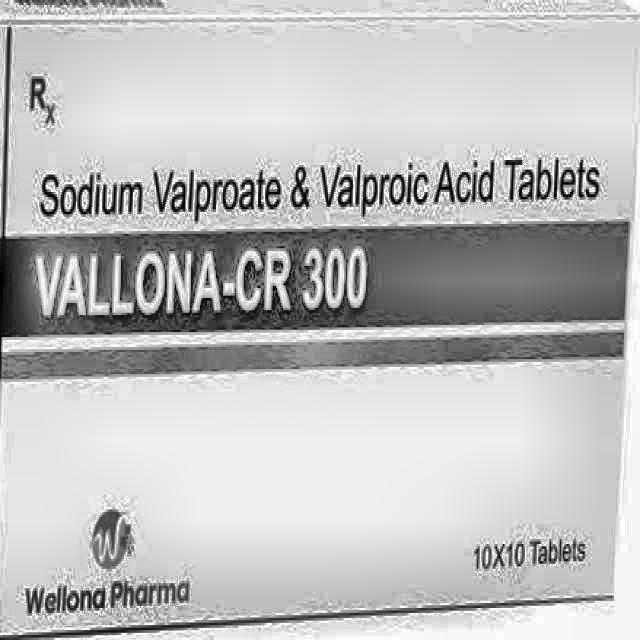 Rx
Sodium Valproate & Valproic Acid Tablets
VALLONA-CR 300
10X10 Tablets
Wellona Pharma